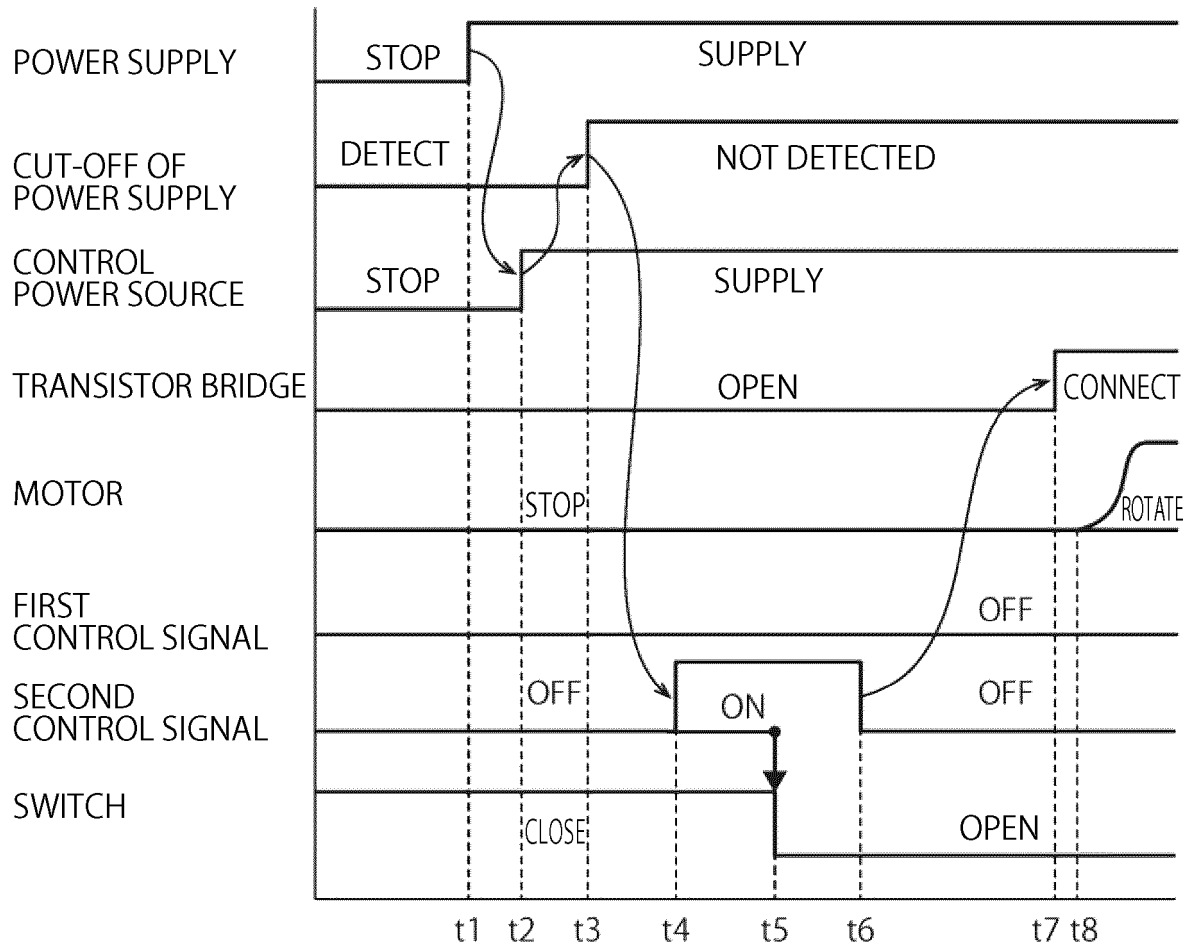 POWER SUPPLY
STOP
SUPPLY
CUT-OFF OF
POWER SUPPLY
DETECT
NOT DETECTED
CONTROL
POWER SOURCE
STOP
SUPPLY
TRANSISTOR BRIDGE
OPEN
CONNECT
MOTOR
STOP
ROTATE
FIRST
CONTROL SIGNAL
OFF
SECOND
CONTROL SIGNAL
OFF
ON
OFF
SWITCH
CLOSE
OPEN
t1 t2 t3 t4 t5 t6 t7 t8